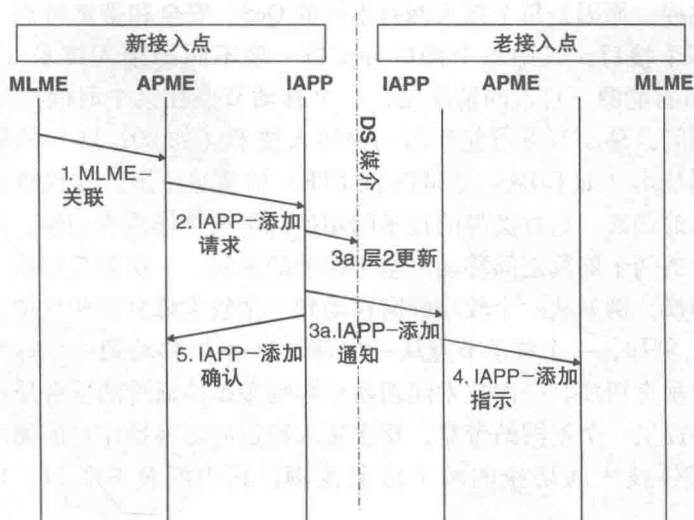 新接入点
老接入点
MLME
APME
IAPP
IAPP
APME
MLME
DS 媒介
1. MLME-
关联
2. IAPP-添加
请求
3a.层2更新
3a.IAPP-添加
通知
5. IAPP-添加
确认
4. IAPP-添加
指示